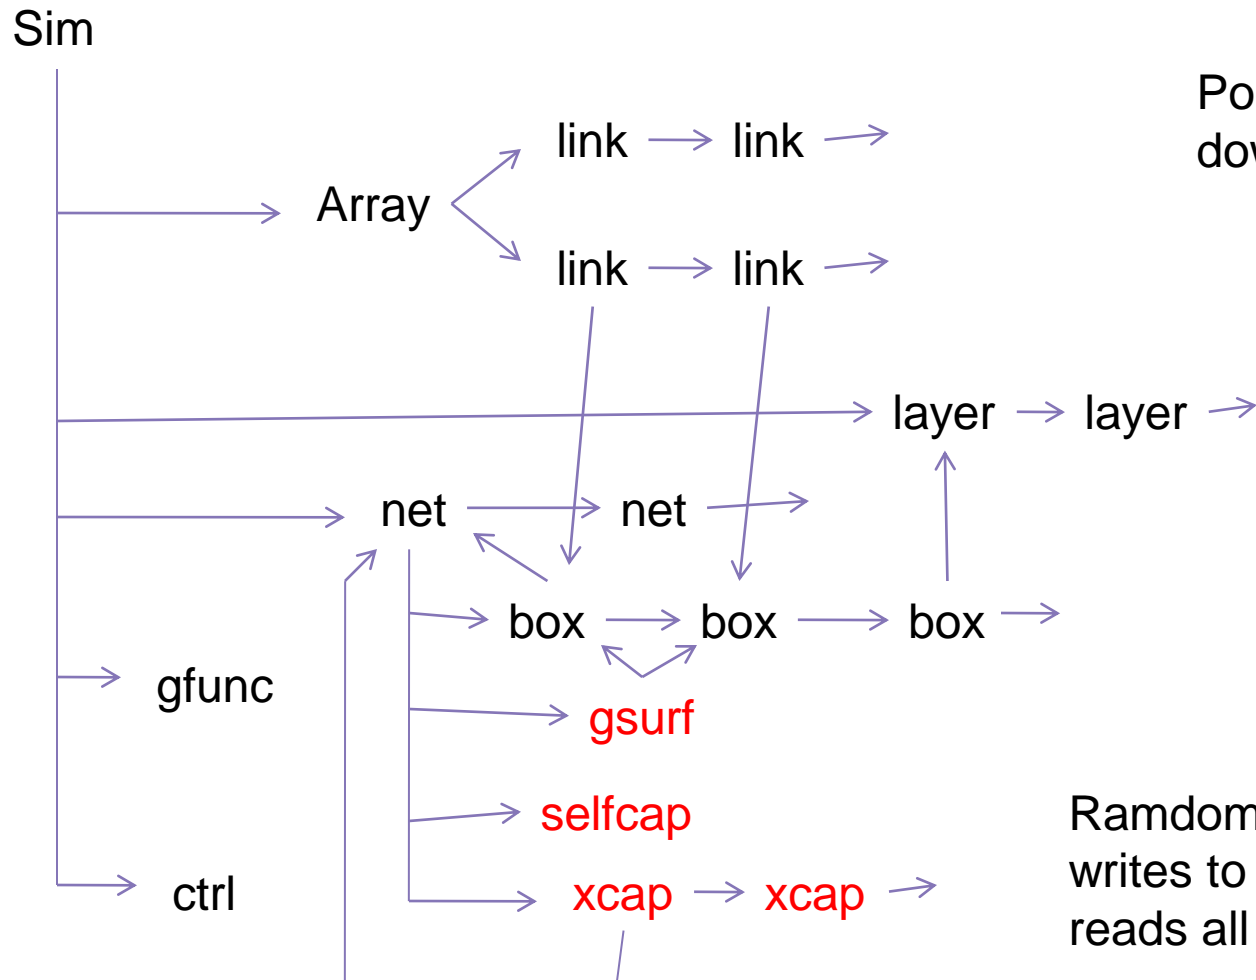 Sim
link link
Array
link link
layer layer
net net
box box box
gfunc
gsurf
selfcap
ctrl
xcap xcap
Ramdom
writes to
reads all